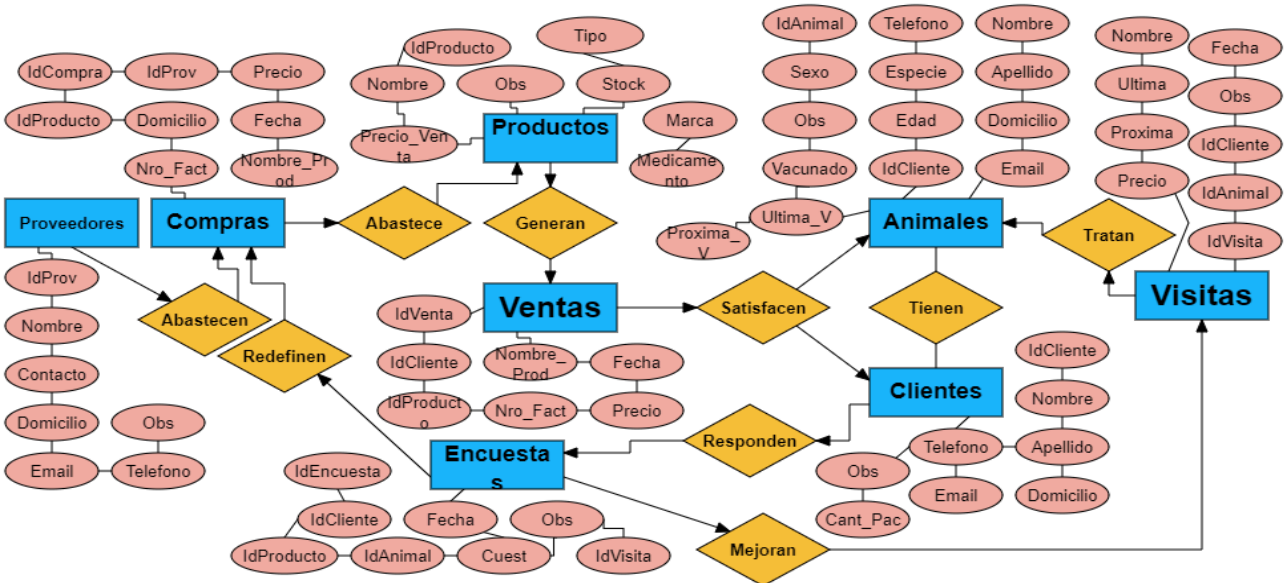 IdAnimal
Telefono
Nombre
Nombre
Fecha
Tipo
IdProducto
IdCompra
IdProv
Precio
Nombre
Obs
Stock
Sexo
Especie
Apellido
Ultima
Obs
IdProducto
Domicilio
Fecha
Precio_Ven
ta
Productos
Marca
Obs
Edad
Domicilio
Proxima
IdCliente
Nro_Fact
Nombre_Pr
od
Medicame
nto
Vacunado
IdCliente
Email
Precio
IdAnimal
Proveedores
Compras
Abastece
Generan
Proxima_
V
Ultima_V
Animales
Tratan
IdVisita
IdProv
Abastecen
Redefinen
IdVenta
Ventas
Satisfacen
Tienen
Visitas
Nombre
IdCliente
Nombre_
Prod
Fecha
IdCliente
Contacto
IdProduct
o
Nro_Fact
Precio
Clientes
Nombre
Domicilio
Obs
Encuesta
s
Responden
Obs
Telefono
Apellido
Email
Telefono
IdEncuesta
Cant_Pac
Email
Domicilio
IdCliente
Fecha
Obs
IdProducto
IdAnimal
Cuest
IdVisita
Mejoran